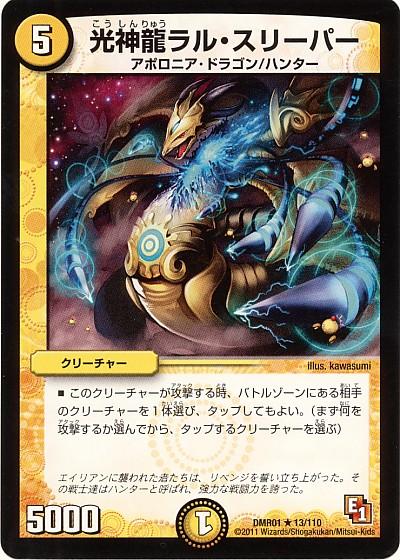 5
こうしんりゅう
光神龍ラル・スリーパー
アポロニア・ドラゴン/ハンター
クリーチャー
illus. kawasumi
■ このクリーチャーが攻撃する時、バトルゾーンにある相手
のクリーチャーを1体選び、タップしてもよい。(まず何を
攻撃するか選んでから、タップするクリーチャーを選ぶ)
エイリアンに襲われた者たちは、リベンジを誓い立ち上がった。そ
の戦士達はハンターと呼ばれ、強力な戦闘力を誇った。
5000
1
DMR01 ★ 13/110
©2011 Wizards/Shogakukan/Mitsui-Kids
E1